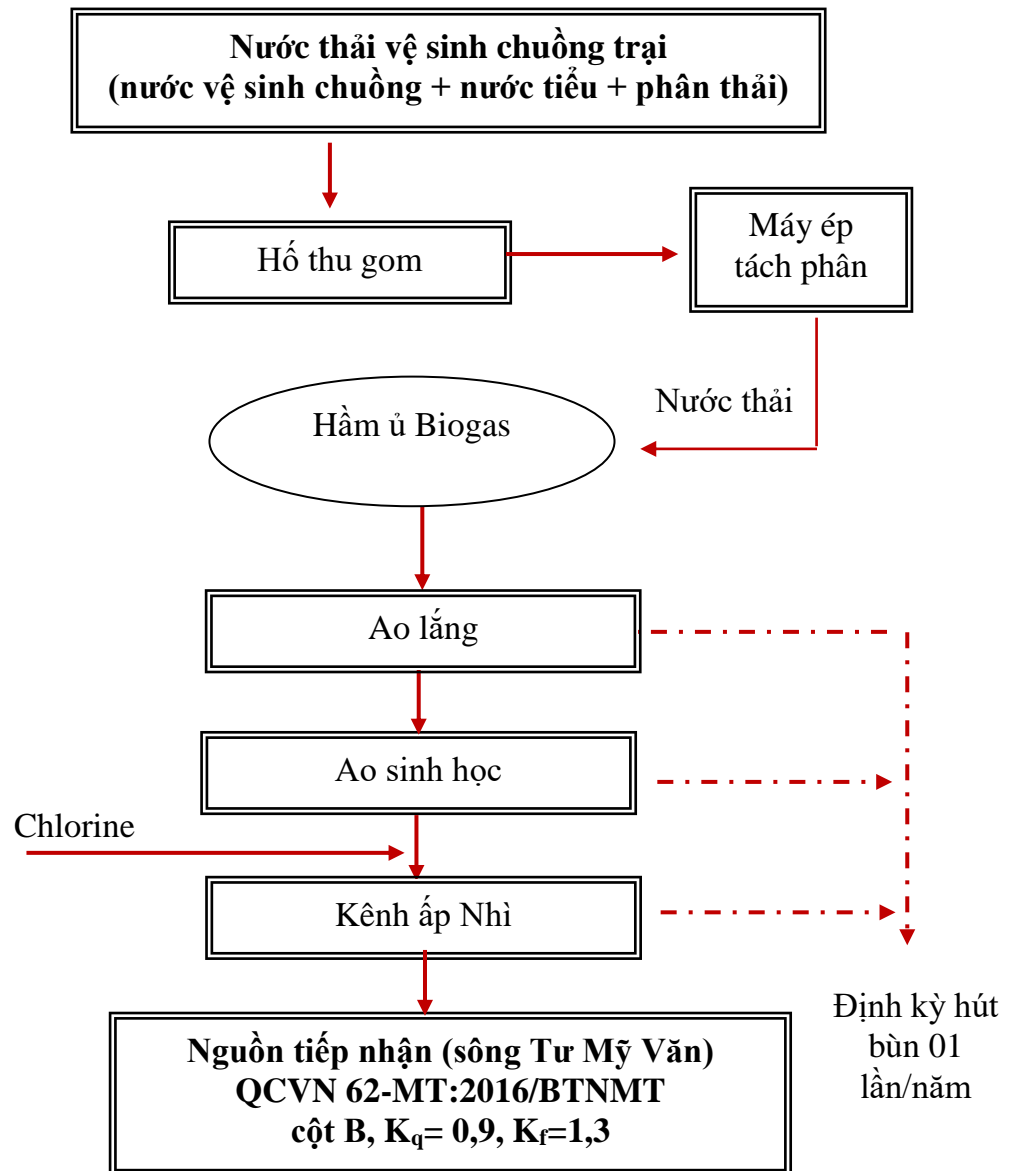 Nước thải vệ sinh chuồng trại
(nước vệ sinh chuồng + nước tiểu + phân thải)
Hố thu gom
Máy ép
tách phân
Nước thải
Hầm ủ Biogas
Ao lắng
Ao sinh học
Chlorine
Kênh ấp Nhì
Định kỳ hút
bùn 01
lần/năm
Nguồn tiếp nhận (sông Tư Mỹ Văn)
QCVN 62-MT:2016/BTNMT
cột B, Kq= 0,9, Kf=1,3